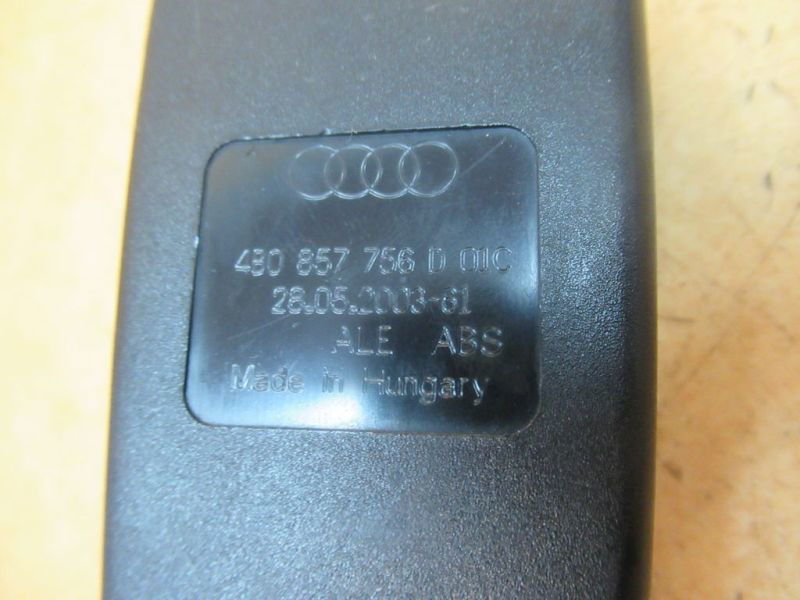 4B0 857 756 D 01C
28.05.2003-61
ALE ABS
Made in Hungary